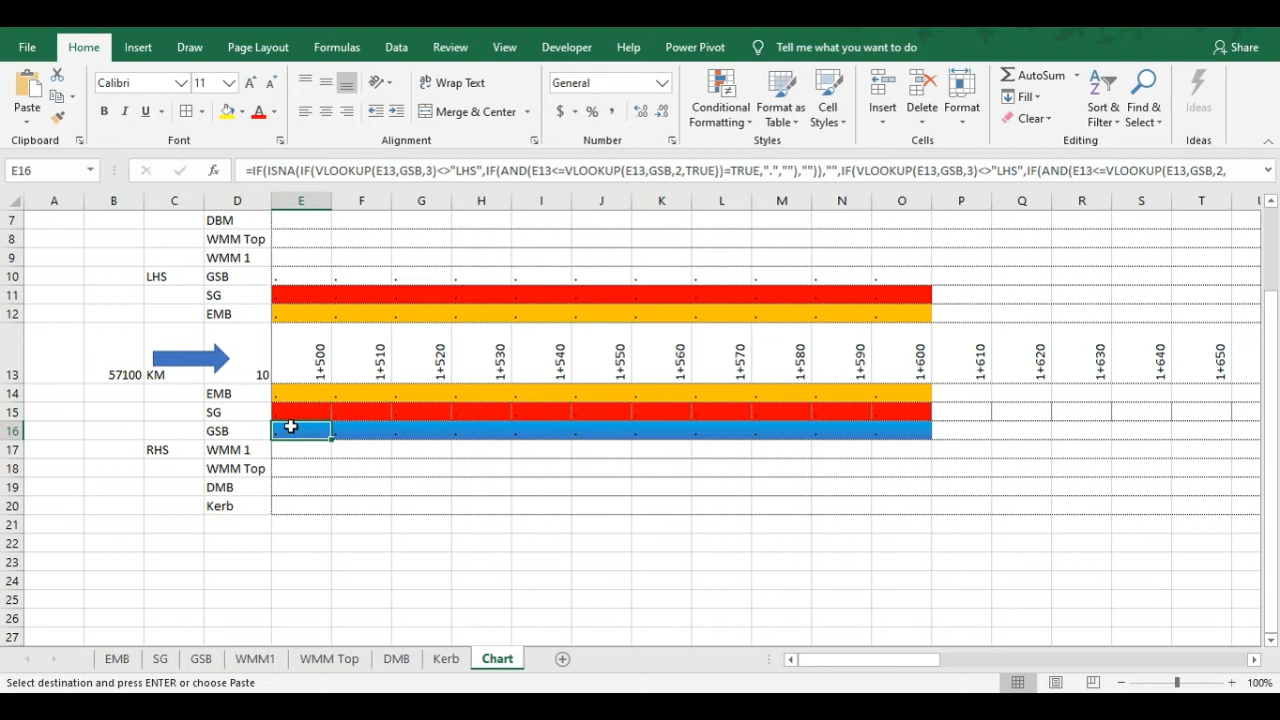 File Home Insert Draw Page Layout Formulas Data Review View Developer Help Power Pivot Tell me what you want to do Share
Paste Calibri 11 A A Wrap Text General Conditional Formatting Format as Table Cell Styles Insert Delete Format AutoSum Sort & Filter Find & Select Ideas
B I U A Merge & Center $ % , Fill
Clear
Clipboard Font Alignment Number Styles Cells Editing Ideas
E16 fx =IF(ISNA(IF(VLOOKUP(E13,GSB,3)<>"LHS",IF(AND(E13<=VLOOKUP(E13,GSB,2,TRUE))=TRUE,".",""),"")),"",IF(VLOOKUP(E13,GSB,3)<>"LHS",IF(AND(E13<=VLOOKUP(E13,GSB,2,
A B C D E F G H I J K L M N O P Q R S T U
7 DBM
8 WMM Top
9 WMM 1
10 LHS GSB . . . . . . . . . . .
11 SG . . . . . . . . . . .
12 EMB . . . . . . . . . . .
13 57100 KM 10 1+500 1+510 1+520 1+530 1+540 1+550 1+560 1+570 1+580 1+590 1+600 1+610 1+620 1+630 1+640 1+650
14 EMB . . . . . . . . . . .
15 SG . . . . . . . . . . .
16 GSB . . . . . . . . . . .
17 RHS WMM 1
18 WMM Top
19 DMB
20 Kerb
21
22
23
24
25
26
27
EMB SG GSB WMM1 WMM Top DMB Kerb Chart
Select destination and press ENTER or choose Paste 100%